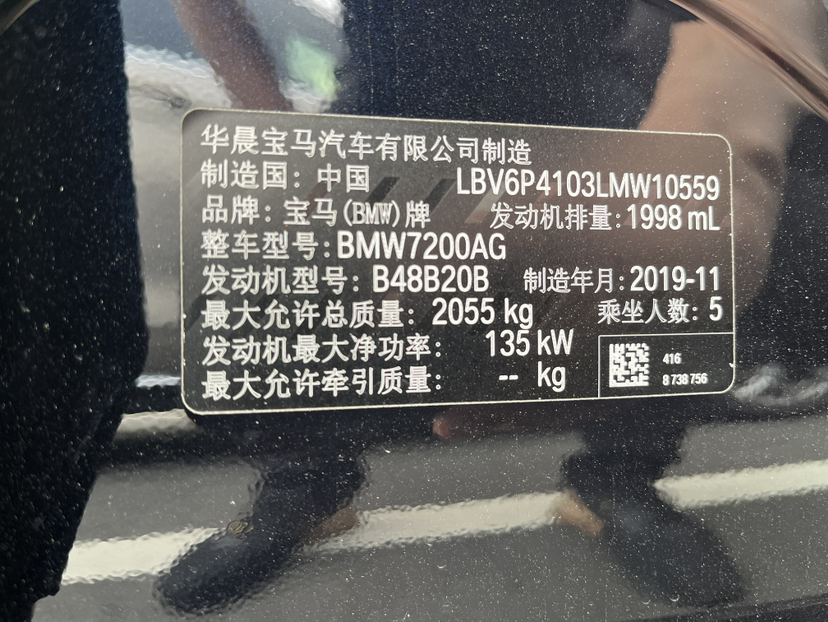 华晨宝马汽车有限公司制造
制造国：中国 LBV6P4103LMW10559
品牌：宝马(BMW)牌 发动机排量：1998 mL
整车型号：BMW7200AG
发动机型号：B48B20B 制造年月：2019-11
最大允许总质量：2055 kg 乘坐人数：5
发动机最大净功率：135 kW
最大允许牵引质量：-- kg
416
8 738 756